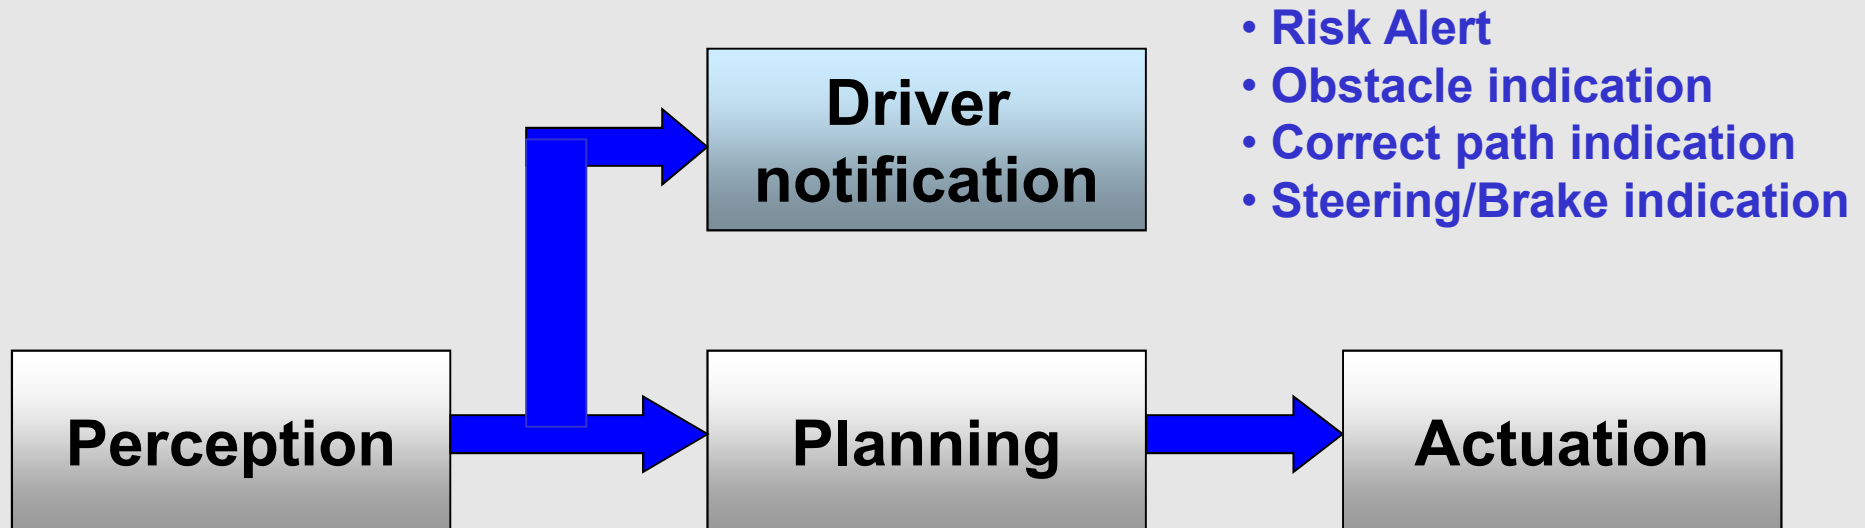 Driver
notification
• Risk Alert
• Obstacle indication
• Correct path indication
• Steering/Brake indication
Perception
Planning
Actuation